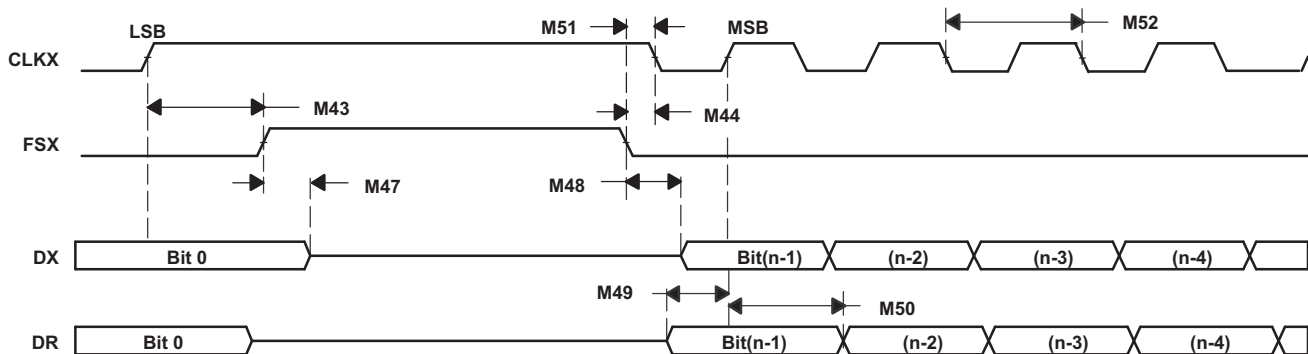 LSB M51 MSB M52
CLKX
M43 M44
FSX
M47 M48
DX Bit 0 Bit(n-1) (n-2) (n-3) (n-4)
M49 M50
DR Bit 0 Bit(n-1) (n-2) (n-3) (n-4)